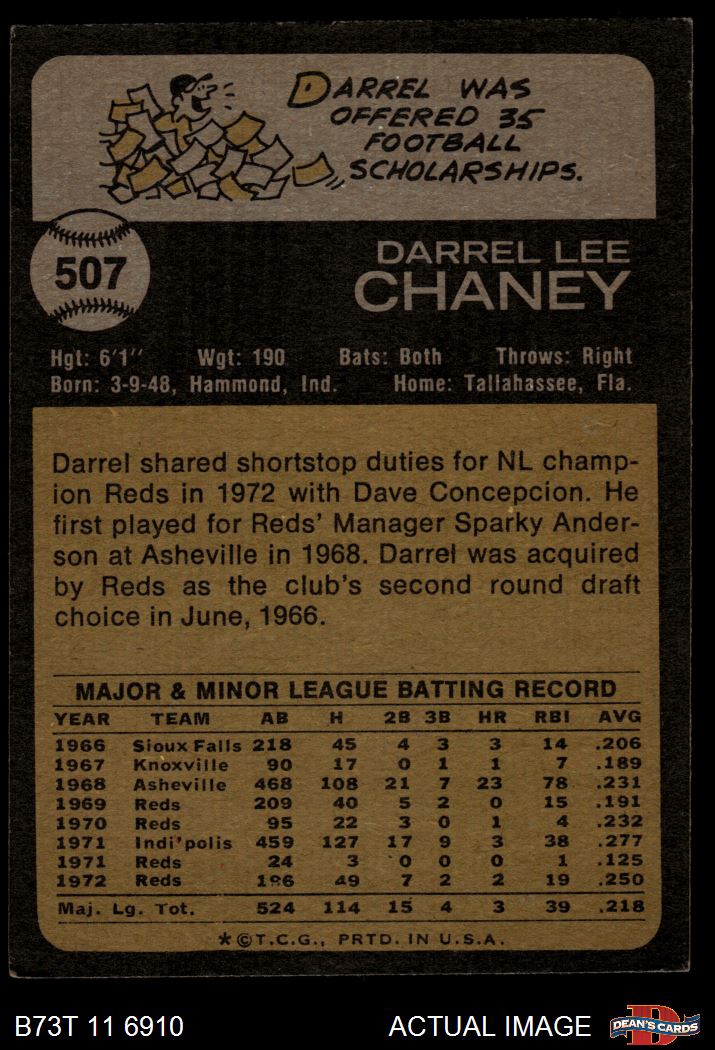 DARREL WAS
OFFERED 35
FOOTBALL
SCHOLARSHIPS.
507
DARREL LEE
CHANEY
Hgt: 6'1" Wgt: 190 Bats: Both Throws: Right
Born: 3-9-48, Hammond, Ind. Home: Tallahassee, Fla.
Darrel shared shortstop duties for NL champ-
ion Reds in 1972 with Dave Concepcion. He
first played for Reds' Manager Sparky Ander-
son at Asheville in 1968. Darrel was acquired
by Reds as the club's second round draft
choice in June, 1966.
MAJOR & MINOR LEAGUE BATTING RECORD
YEAR TEAM AB H 2B 3B HR RBI AVG
1966 Sioux Falls 218 45 4 3 3 14 .206
1967 Knoxville 90 17 0 1 1 7 .189
1968 Asheville 468 108 21 7 23 78 .231
1969 Reds 209 40 5 2 0 15 .191
1970 Reds 95 22 3 0 1 4 .232
1971 Indi'polis 459 127 17 9 3 38 .277
1971 Reds 24 3 0 0 0 1 .125
1972 Reds 196 49 7 2 2 19 .250
Maj. Lg. Tot. 524 114 15 4 3 39 .218
*©T.C.G., PRTD. IN U.S.A.
B73T 11 6910 ACTUAL IMAGE DEAN'S CARDS